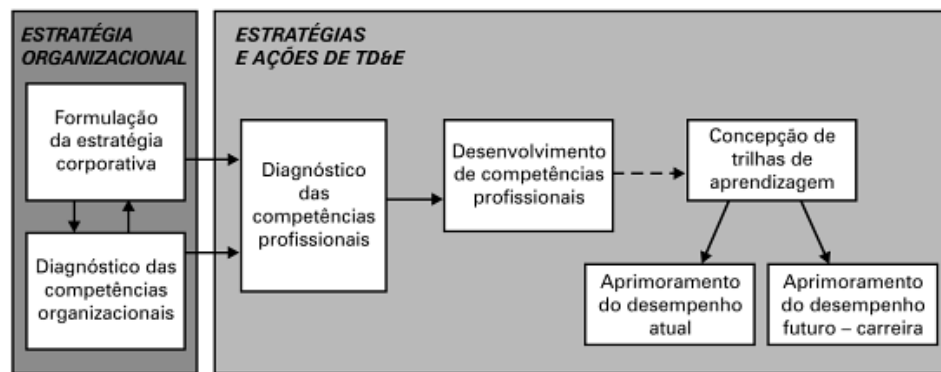 ESTRATÉGIA
ORGANIZACIONAL
Formulação
da estratégia
corporativa
Diagnóstico das
competências
organizacionais
ESTRATÉGIAS
E AÇÕES DE TD&E
Diagnóstico
das
competências
profissionais
Desenvolvimento
de competências
profissionais
Concepção de
trilhas de
aprendizagem
Aprimoramento
do desempenho
atual
Aprimoramento
do desempenho
futuro – carreira